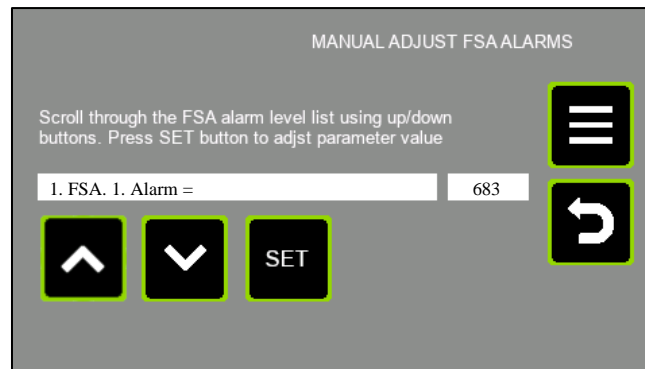 MANUAL ADJUST FSA ALARMS
Scroll through the FSA alarm level list using up/down
buttons. Press SET button to adjst parameter value
1. FSA. 1. Alarm = 683
SET